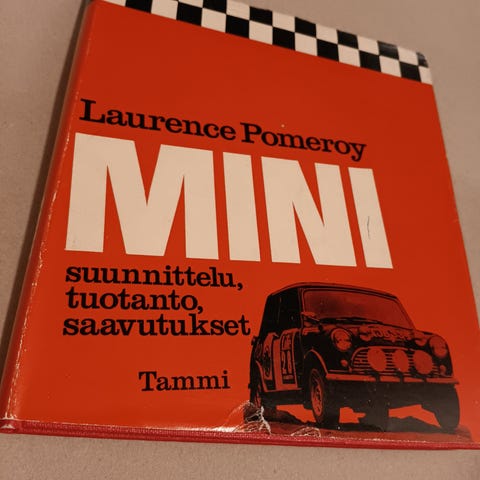 Laurence Pomeroy
MINI
suunnittelu,
tuotanto,
saavutukset
Tammi